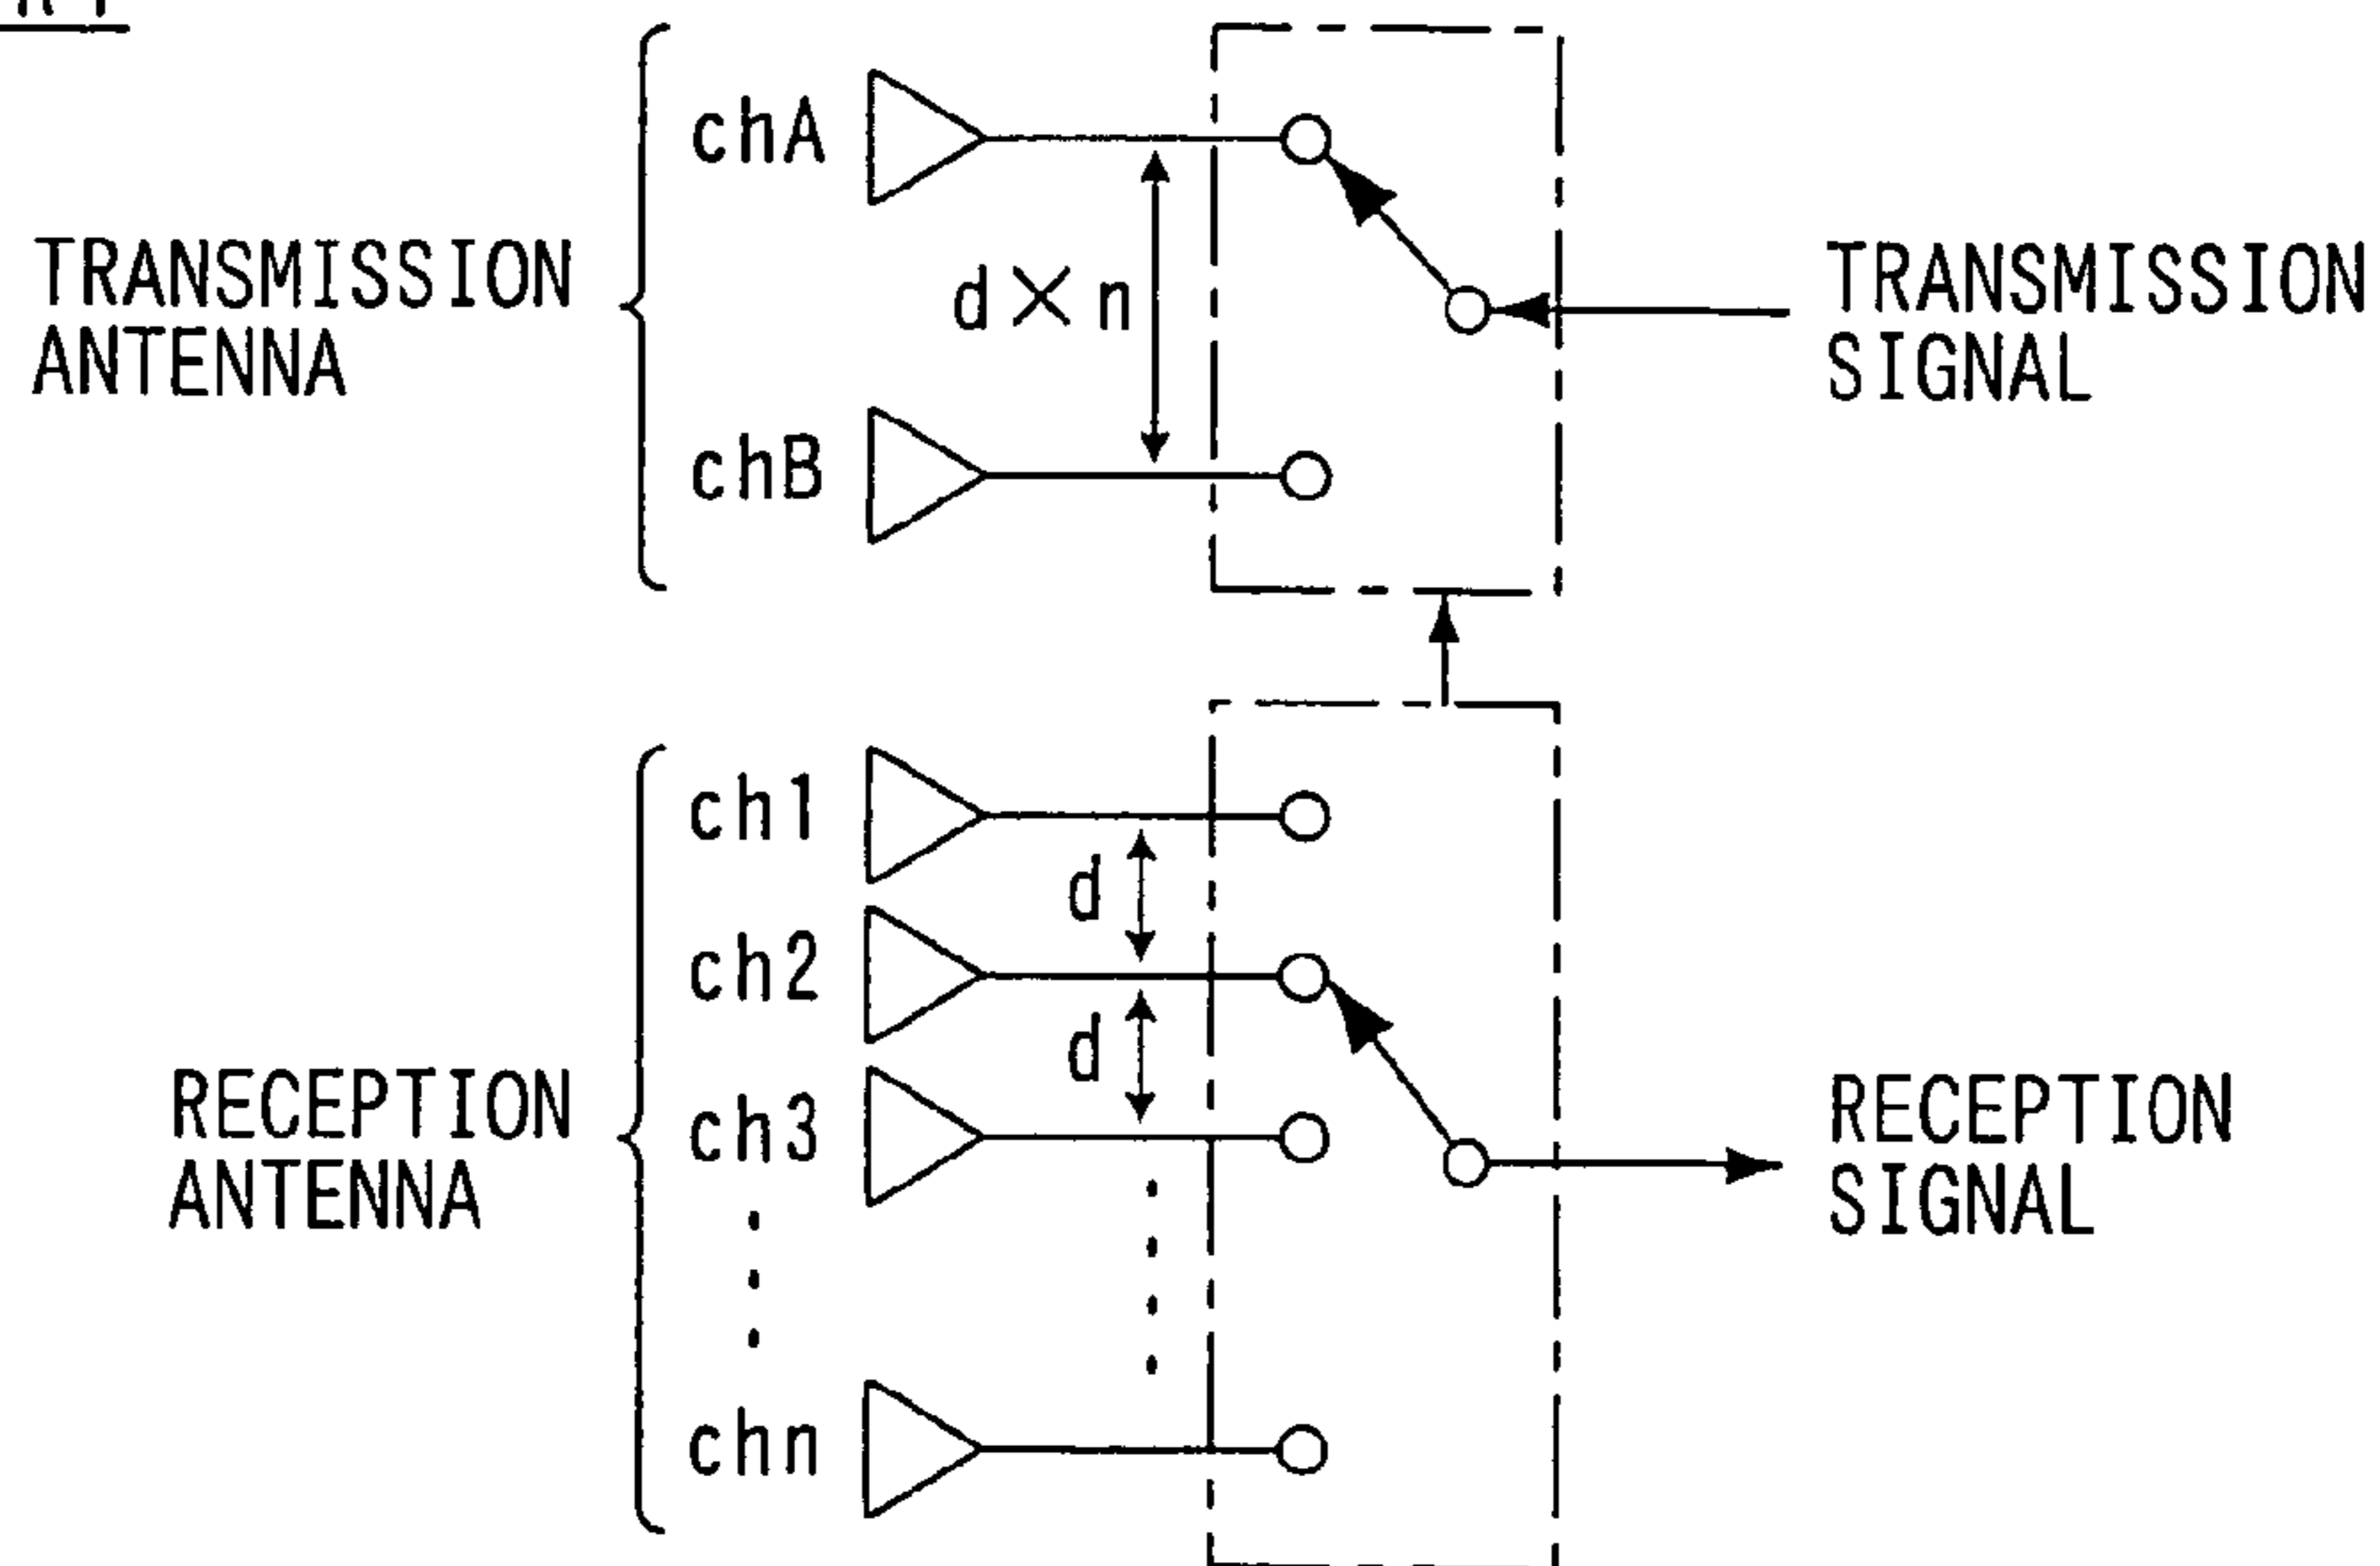 chA
TRANSMISSION
ANTENNA
d×n
TRANSMISSION
SIGNAL
chB
ch1
d
ch2
d
RECEPTION
ANTENNA
ch3
RECEPTION
SIGNAL
chn